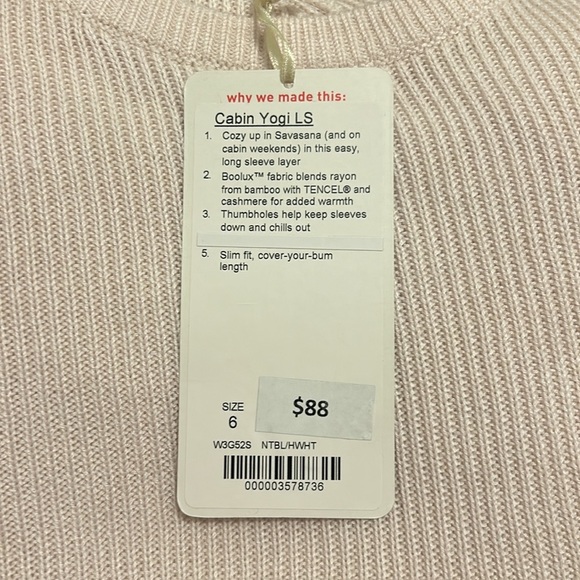 why we made this:
Cabin Yogi LS
1. Cozy up in Savasana (and on
cabin weekends) in this easy,
long sleeve layer
2. Boolux™ fabric blends rayon
from bamboo with TENCEL® and
cashmere for added warmth
3. Thumbholes help keep sleeves
down and chills out
5. Slim fit, cover-your-bum
length
SIZE
6
$88
W3G52S NTBL/HWHT
000003578736